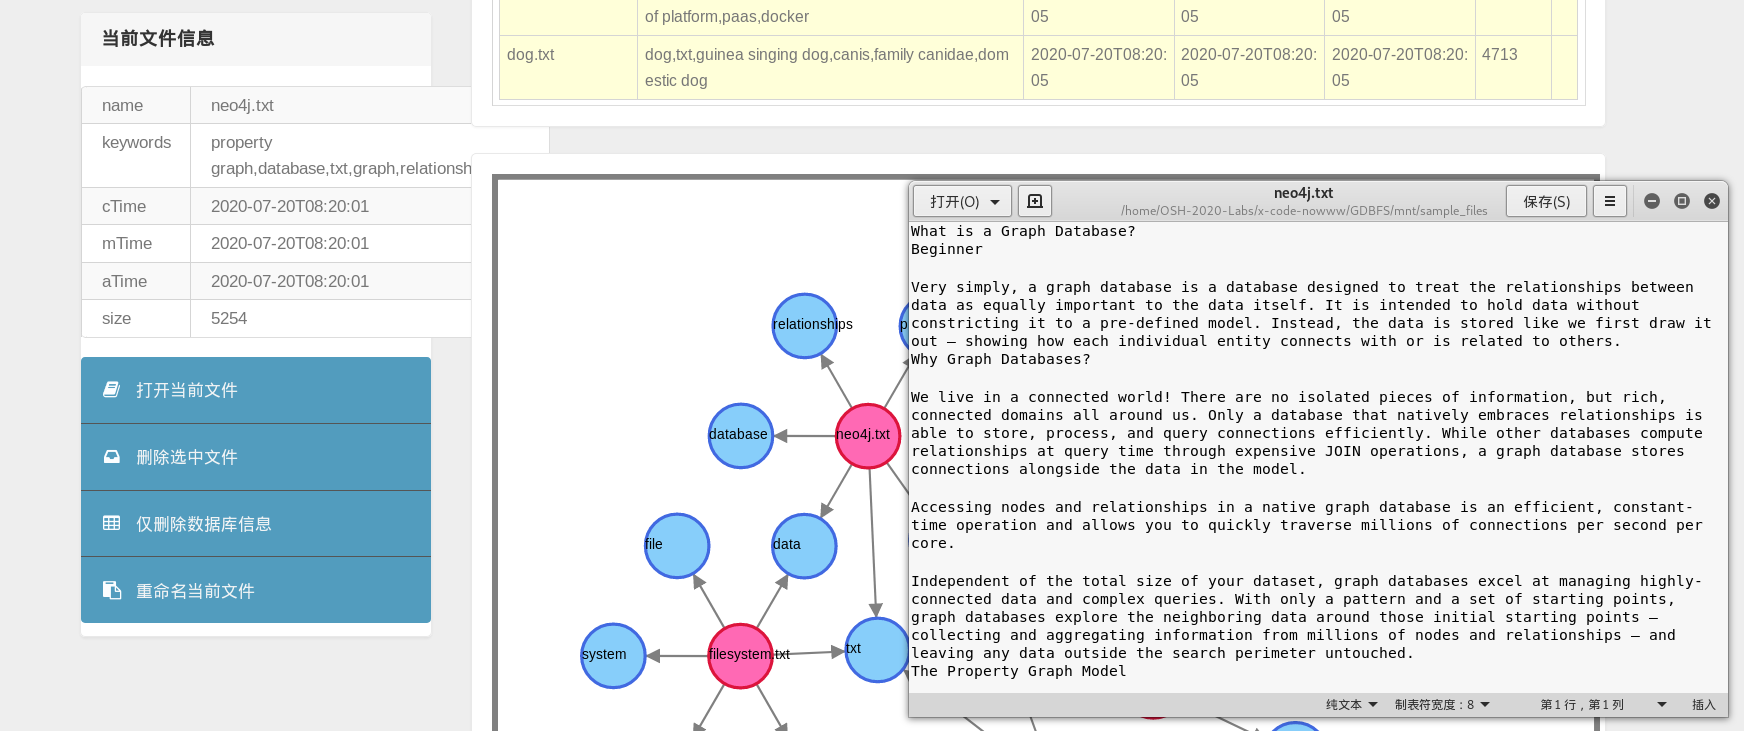 当前文件信息
name neo4j.txt
keywords property
graph,database,txt,graph,relationsh
cTime 2020-07-20T08:20:01
mTime 2020-07-20T08:20:01
aTime 2020-07-20T08:20:01
size 5254
打开当前文件
删除选中文件
仅删除数据库信息
重命名当前文件
of platform,paas,docker 05 05 05
dog.txt dog,txt,guinea singing dog,canis,family canidae,dom 2020-07-20T08:20: 2020-07-20T08:20: 2020-07-20T08:20: 4713
estic dog 05 05 05
relationships
p
database
neo4j.txt
file
data
system
filesystem.txt
txt
打开(O)
neo4j.txt
/home/OSH-2020-Labs/x-code-nowww/GDBFS/mnt/sample_files
保存(S)
What is a Graph Database?
Beginner
Very simply, a graph database is a database designed to treat the relationships between
data as equally important to the data itself. It is intended to hold data without
constricting it to a pre-defined model. Instead, the data is stored like we first draw it
out – showing how each individual entity connects with or is related to others.
Why Graph Databases?
We live in a connected world! There are no isolated pieces of information, but rich,
connected domains all around us. Only a database that natively embraces relationships is
able to store, process, and query connections efficiently. While other databases compute
relationships at query time through expensive JOIN operations, a graph database stores
connections alongside the data in the model.
Accessing nodes and relationships in a native graph database is an efficient, constant-
time operation and allows you to quickly traverse millions of connections per second per
core.
Independent of the total size of your dataset, graph databases excel at managing highly-
connected data and complex queries. With only a pattern and a set of starting points,
graph databases explore the neighboring data around those initial starting points –
collecting and aggregating information from millions of nodes and relationships – and
leaving any data outside the search perimeter untouched.
The Property Graph Model
纯文本 制表符宽度：8 第 1 行，第 1 列 插入